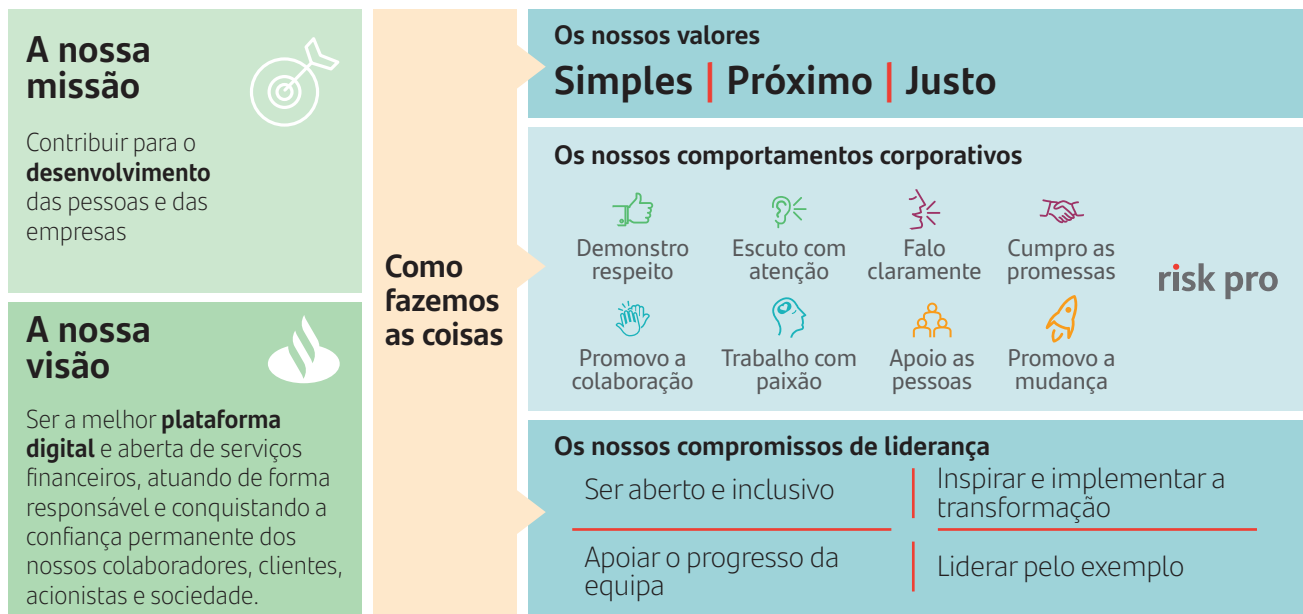 A nossa
missão
Contribuir para o
desenvolvimento
das pessoas e das
empresas
A nossa
visão
Ser a melhor plataforma
digital e aberta de serviços
financeiros, atuando de forma
responsável e conquistando a
confiança permanente dos
nossos colaboradores, clientes,
acionistas e sociedade.
Como
fazemos
as coisas
Os nossos valores
Simples | Próximo | Justo
Os nossos comportamentos corporativos
Demonstro
respeito
Escuto com
atenção
Falo
claramente
Cumpro as
promessas
Promovo a
colaboração
Trabalho com
paixão
Apoio as
pessoas
Promovo a
mudança
risk pro
Os nossos compromissos de liderança
Ser aberto e inclusivo
Inspirar e implementar a
transformação
Apoiar o progresso da
equipa
Liderar pelo exemplo